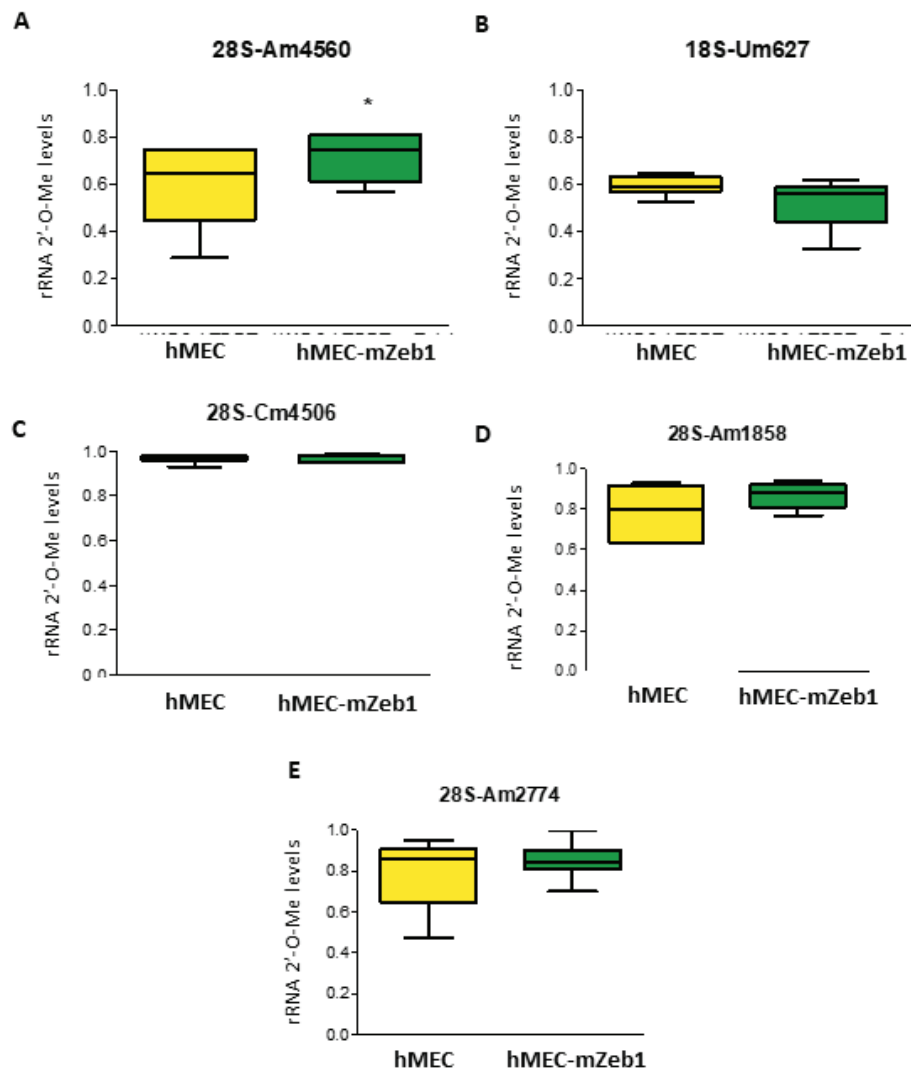 A
28S-Am4560
rRNA 2'-O-Me levels
1.0
0.8
0.6
0.4
0.2
0.0
*
hMEC hMEC-mZeb1
B
18S-Um627
rRNA 2'-O-Me levels
1.0
0.8
0.6
0.4
0.2
0.0
hMEC hMEC-mZeb1
C
28S-Cm4506
rRNA 2'-O-Me levels
1.0
0.8
0.6
0.4
0.2
0.0
hMEC hMEC-mZeb1
D
28S-Am1858
rRNA 2'-O-Me levels
1.0
0.8
0.6
0.4
0.2
0.0
hMEC hMEC-mZeb1
E
28S-Am2774
rRNA 2'-O-Me levels
1.0
0.8
0.6
0.4
0.2
0.0
hMEC hMEC-mZeb1